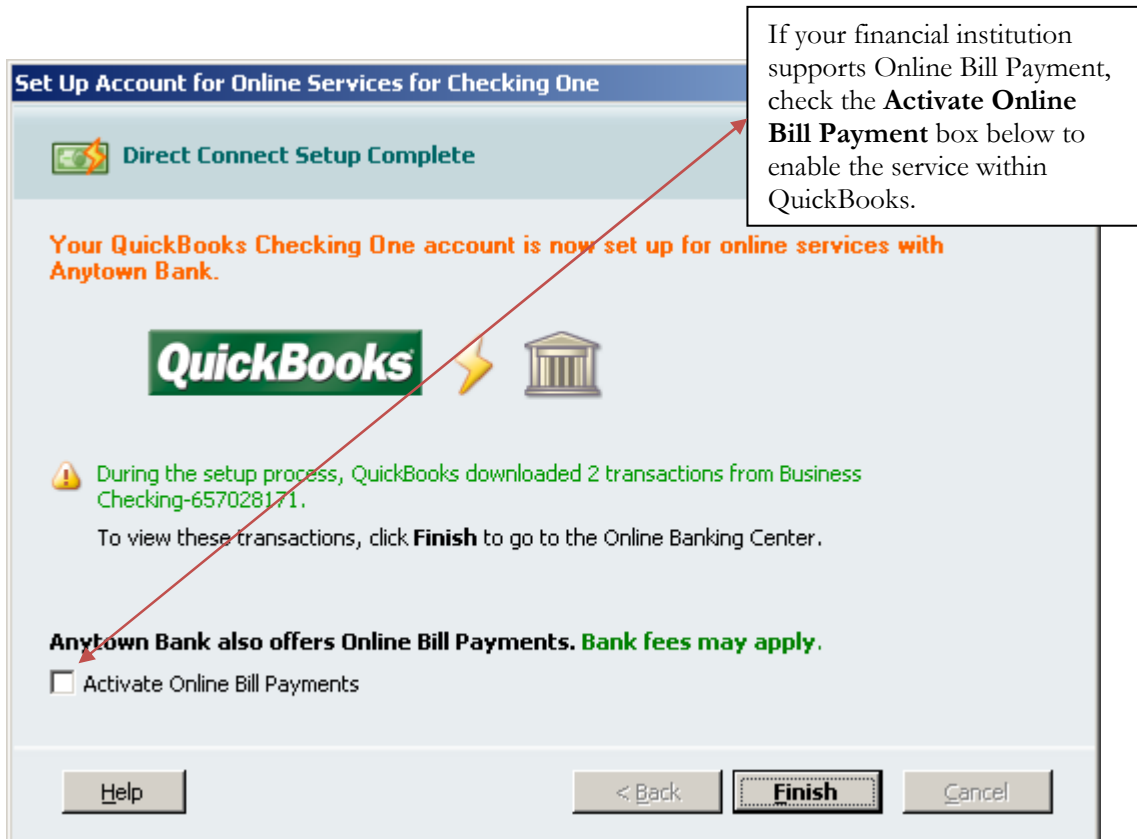 If your financial institution
supports Online Bill Payment,
check the Activate Online
Bill Payment box below to
enable the service within
QuickBooks.
Set Up Account for Online Services for Checking One
Direct Connect Setup Complete
Your QuickBooks Checking One account is now set up for online services with
Anytown Bank.
QuickBooks
During the setup process, QuickBooks downloaded 2 transactions from Business
Checking-657028171.
To view these transactions, click Finish to go to the Online Banking Center.
Anytown Bank also offers Online Bill Payments. Bank fees may apply.
Activate Online Bill Payments
Help
< Back
Finish
Cancel